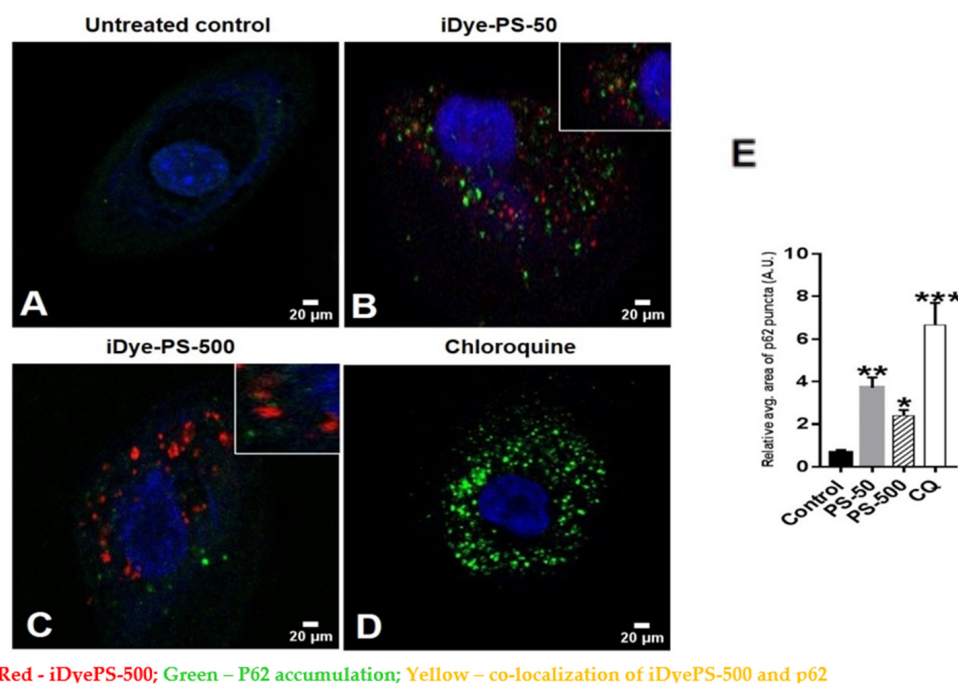 Untreated control
iDye-PS-50
A
20 µm
B
20 µm
iDye-PS-500
Chloroquine
C
20 µm
D
20 µm
E
Relative avg. area of p62 puncta (A.U.)
10
8
6
4
2
0
**
*
***
Control
PS-50
PS-500
CQ
Red - iDyePS-500; Green – P62 accumulation; Yellow – co-localization of iDyePS-500 and p62